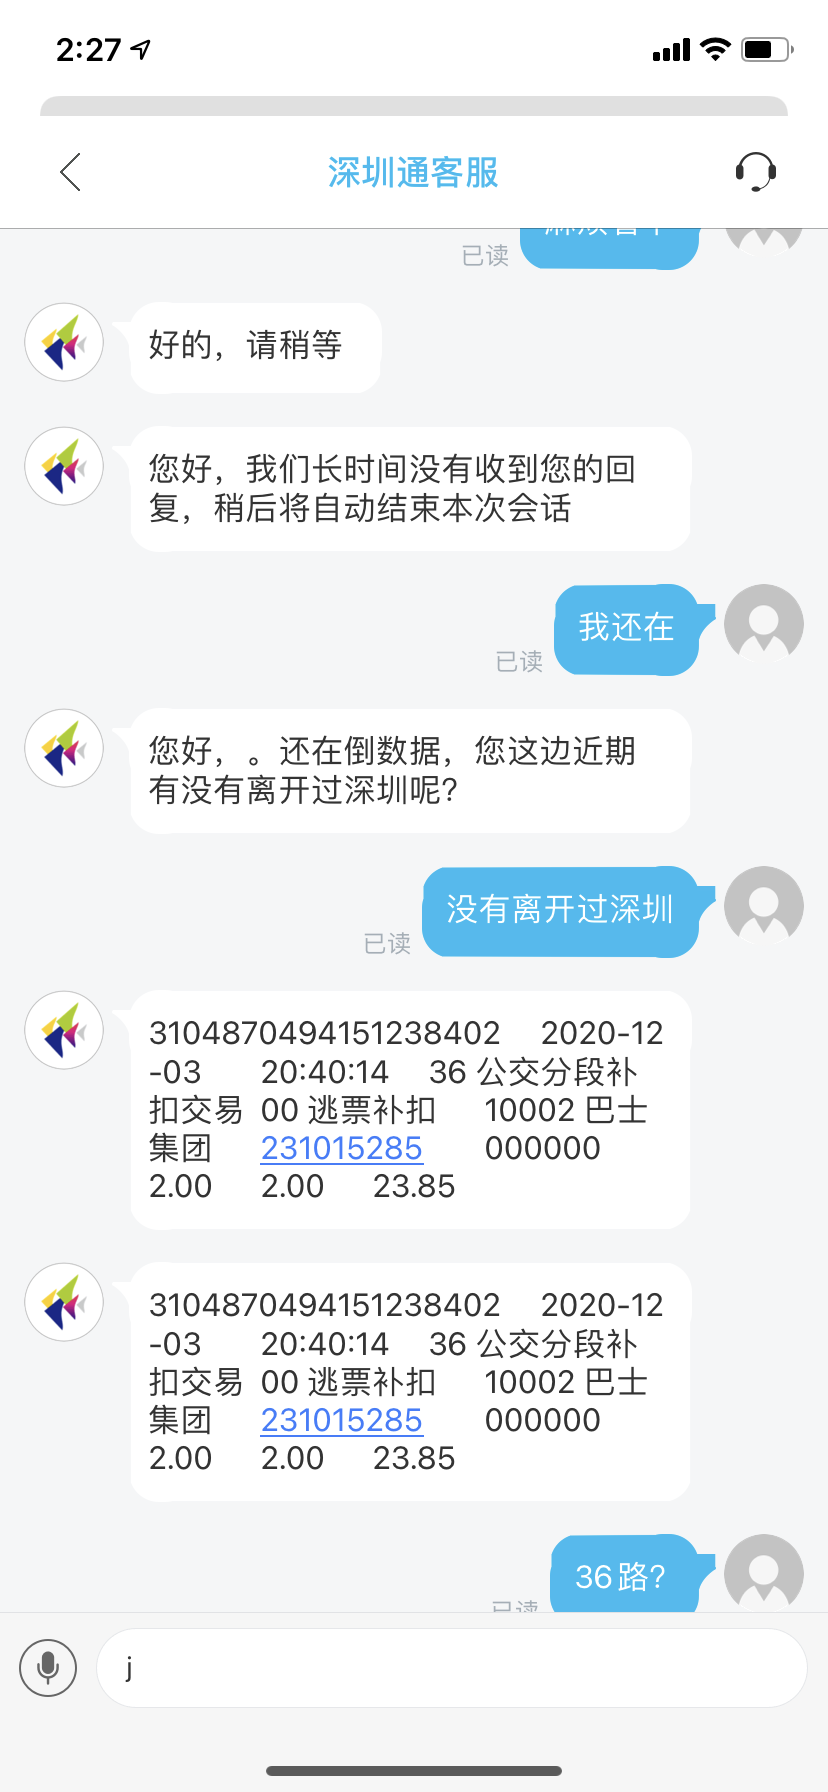 2:27
深圳通客服
已读
好的，请稍等
您好，我们长时间没有收到您的回
复，稍后将自动结束本次会话
我还在
已读
您好，。还在倒数据，您这边近期
有没有离开过深圳呢?
没有离开过深圳
已读
3104870494151238402 2020-12
-03 20:40:14 36 公交分段补
扣交易 00 逃票补扣 10002 巴士
集团 231015285 000000
2.00 2.00 23.85
3104870494151238402 2020-12
-03 20:40:14 36 公交分段补
扣交易 00 逃票补扣 10002 巴士
集团 231015285 000000
2.00 2.00 23.85
36路?
已读
j